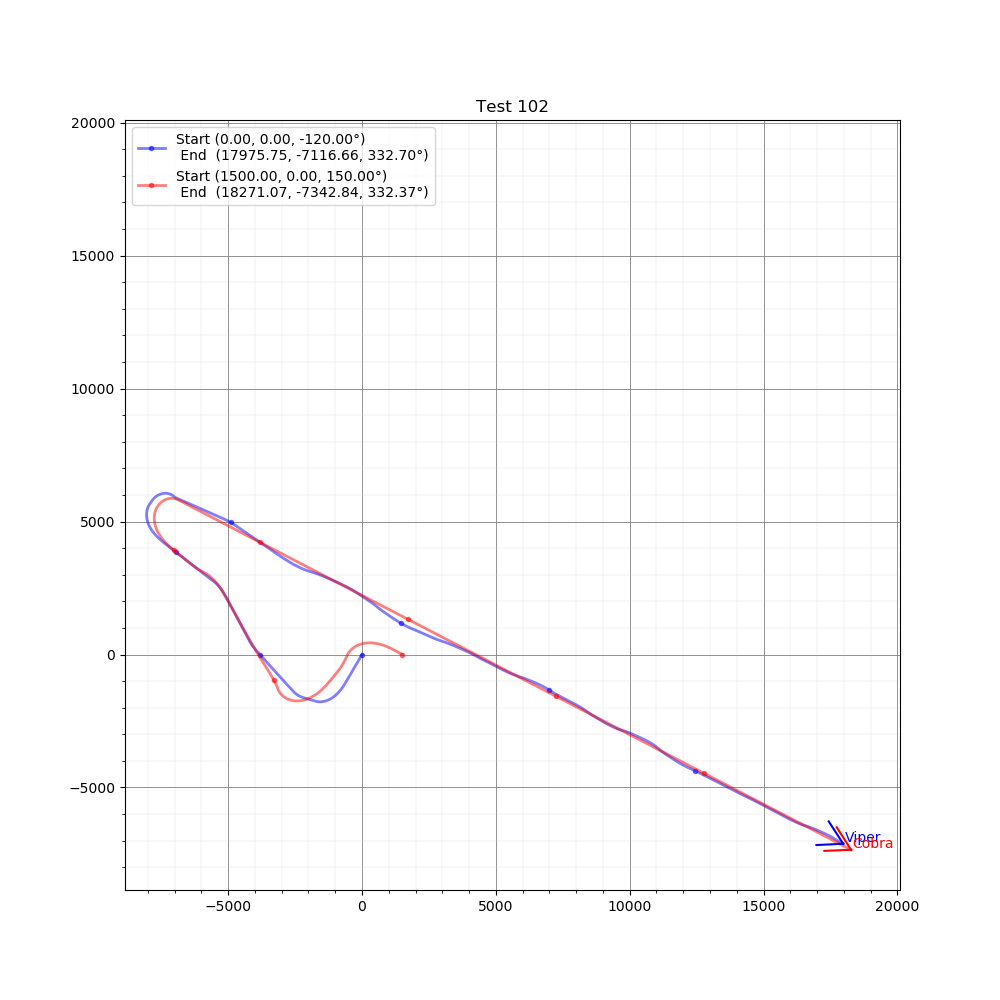 Test 102
Start (0.00, 0.00, -120.00°)
End (17975.75, -7116.66, 332.70°)
Start (1500.00, 0.00, 150.00°)
End (18271.07, -7342.84, 332.37°)
20000
15000
10000
5000
0
−5000
Viper
Cobra
−5000 0 5000 10000 15000 20000